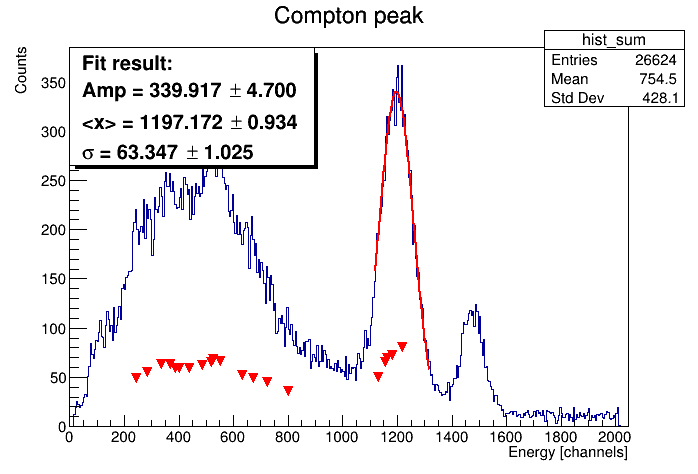 Compton peak
hist_sum
Entries 26624
Mean 754.5
Std Dev 428.1
Fit result:
Amp = 339.917 ± 4.700
<x> = 1197.172 ± 0.934
σ = 63.347 ± 1.025
Counts
350
300
250
200
150
100
50
0
0 200 400 600 800 1000 1200 1400 1600 1800 2000
Energy [channels]